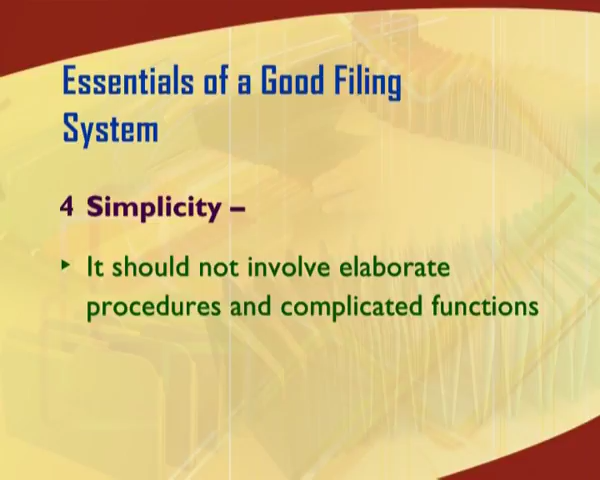 Essentials of a Good Filing
System
4 Simplicity –
‣ It should not involve elaborate
procedures and complicated functions